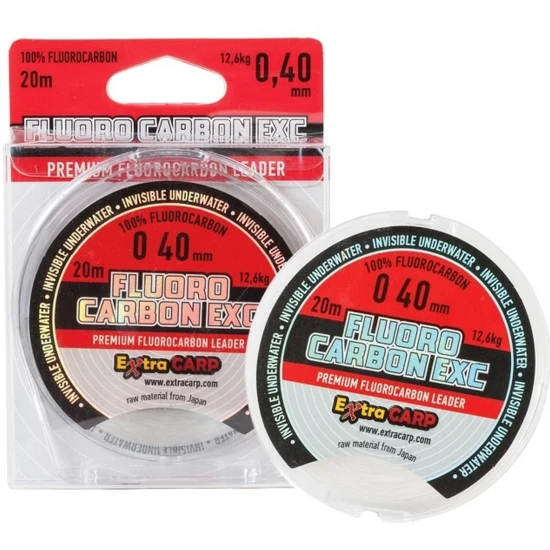 100% FLUOROCARBON
20m
12,6kg
0,40
mm
FLUORO CARBON EXC
PREMIUM FLUOROCARBON LEADER
INVISIBLE UNDERWATER • INVISIBLE UNDERWATER • INVISIBLE UNDERWATER • INVISIBLE UNDERWATER
100% FLUOROCARBON
0 40 mm
20m
12,6kg
FLUORO
CARBON EXC
PREMIUM FLUOROCARBON LEADER
Extra CARP
www.extracarp.com
raw material from Japan
INVISIBLE UNDERWATER • INVISIBLE UNDERWATER • INVISIBLE UNDERWATER
100% FLUOROCARBON
0 40 mm
20m
12,6kg
FLUORO
CARBON EXC
PREMIUM FLUOROCARBON LEADER
Extra CARP
www.extracarp.com
raw material from Japan